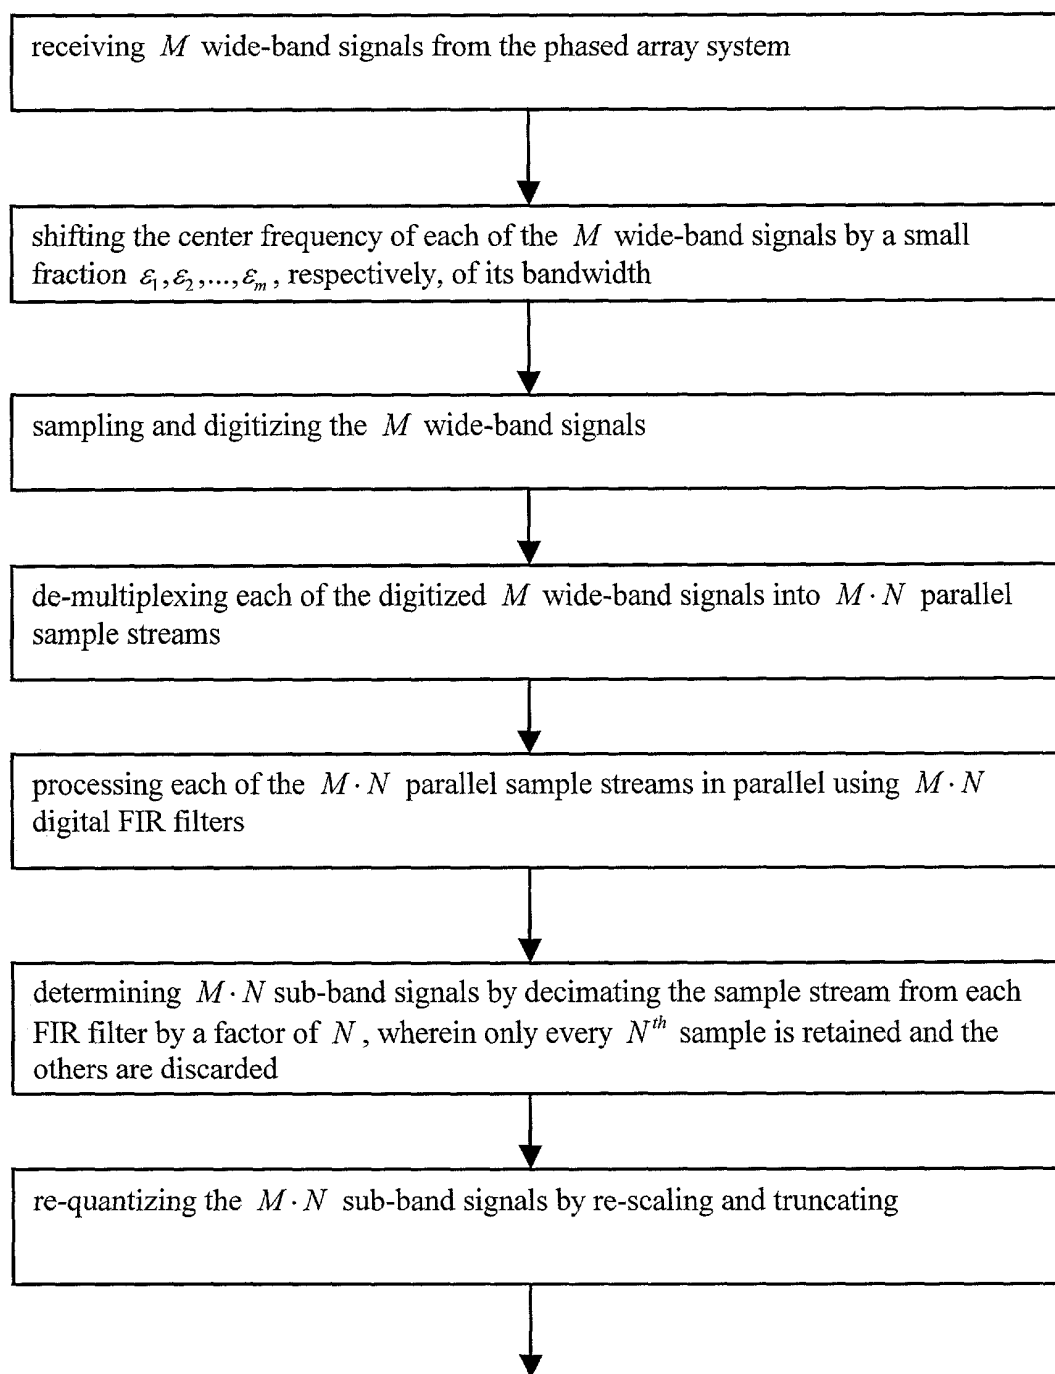 receiving M wide-band signals from the phased array system
shifting the center frequency of each of the M wide-band signals by a small
fraction ε₁,ε₂,...,εₘ, respectively, of its bandwidth
sampling and digitizing the M wide-band signals
de-multiplexing each of the digitized M wide-band signals into M·N parallel
sample streams
processing each of the M·N parallel sample streams in parallel using M·N
digital FIR filters
determining M·N sub-band signals by decimating the sample stream from each
FIR filter by a factor of N, wherein only every Nᵗʰ sample is retained and the
others are discarded
re-quantizing the M·N sub-band signals by re-scaling and truncating